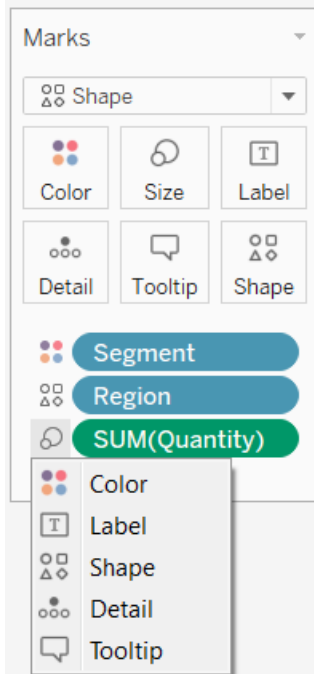 Marks
Shape
Color Size T Label
Detail Tooltip Shape
Segment
Region
SUM(Quantity)
Color
T Label
Shape
Detail
Tooltip